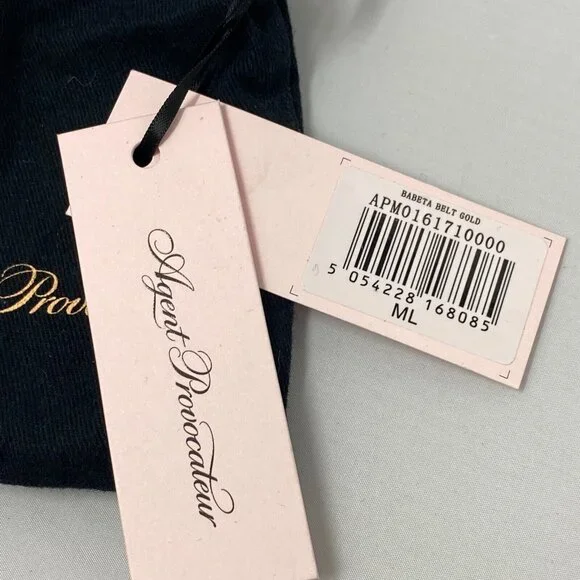 Agent Provocateur
BABETA BELT GOLD
APM0161710000
5 054228 168085
ML